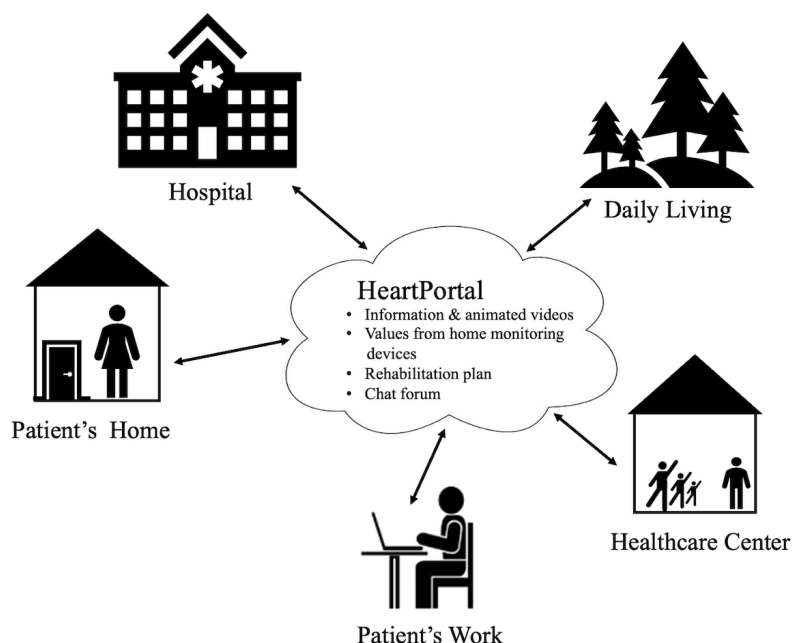 Hospital
Daily Living
HeartPortal
• Information & animated videos
• Values from home monitoring
devices
• Rehabilitation plan
• Chat forum
Patient’s Home
Healthcare Center
Patient’s Work